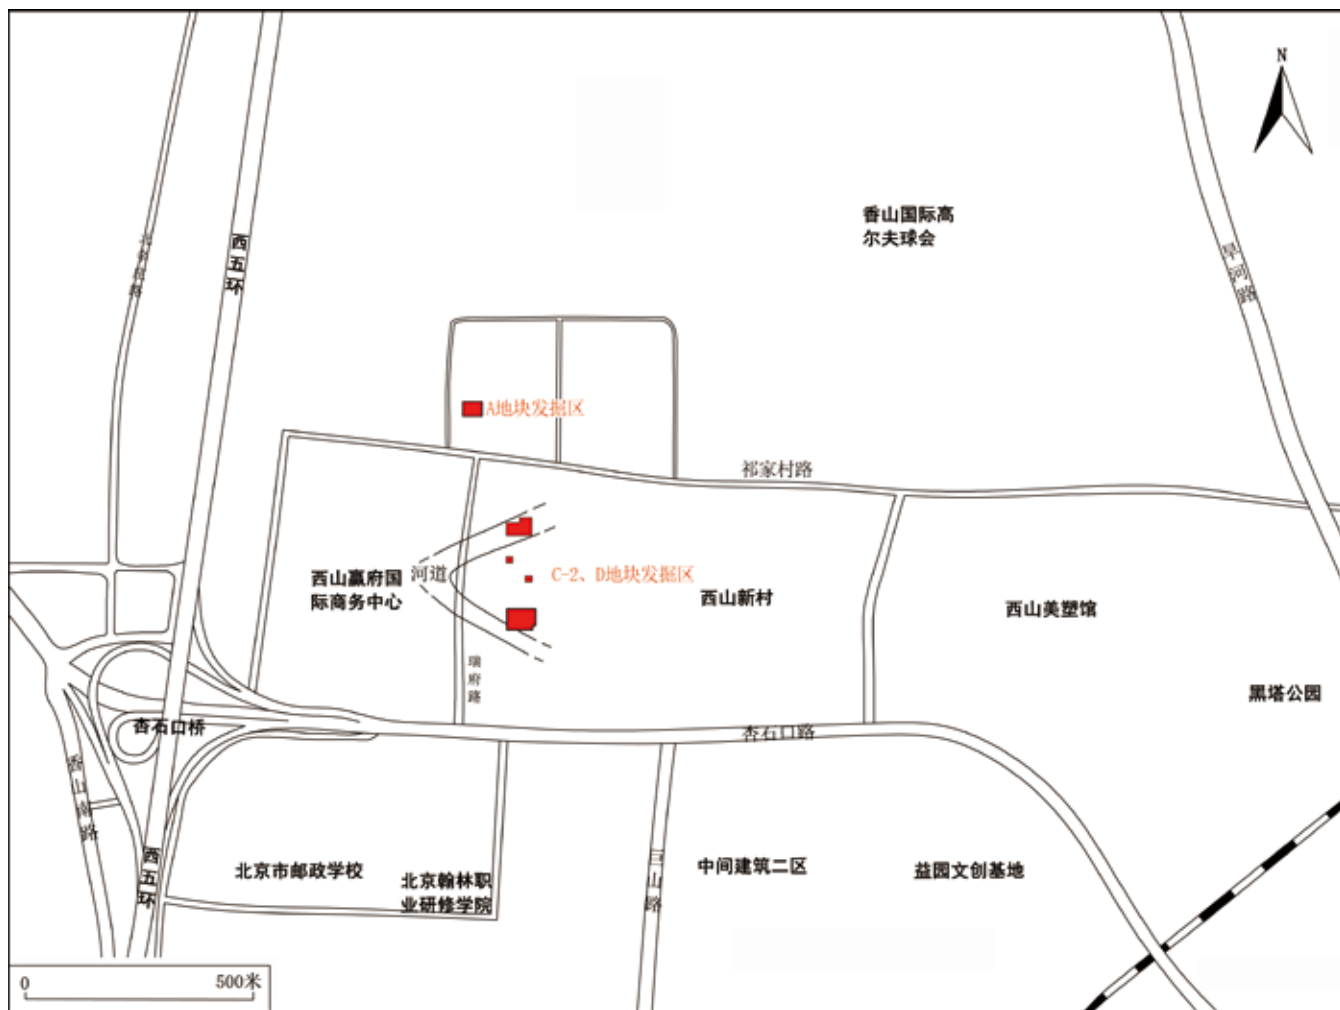 N
香山国际高
尔夫球会
西五环
旱河路
A地块发掘区
祁家村路
河道
C-2、D地块发掘区
西山赢府国
际商务中心
西山新村
西山美塑馆
瑞府路
黑塔公园
杏石口桥
杏石口路
香山南路
西五环
北京市邮政学校
北京翰林职
业研修学院
巨山路
中间建筑二区
益园文创基地
0
500米